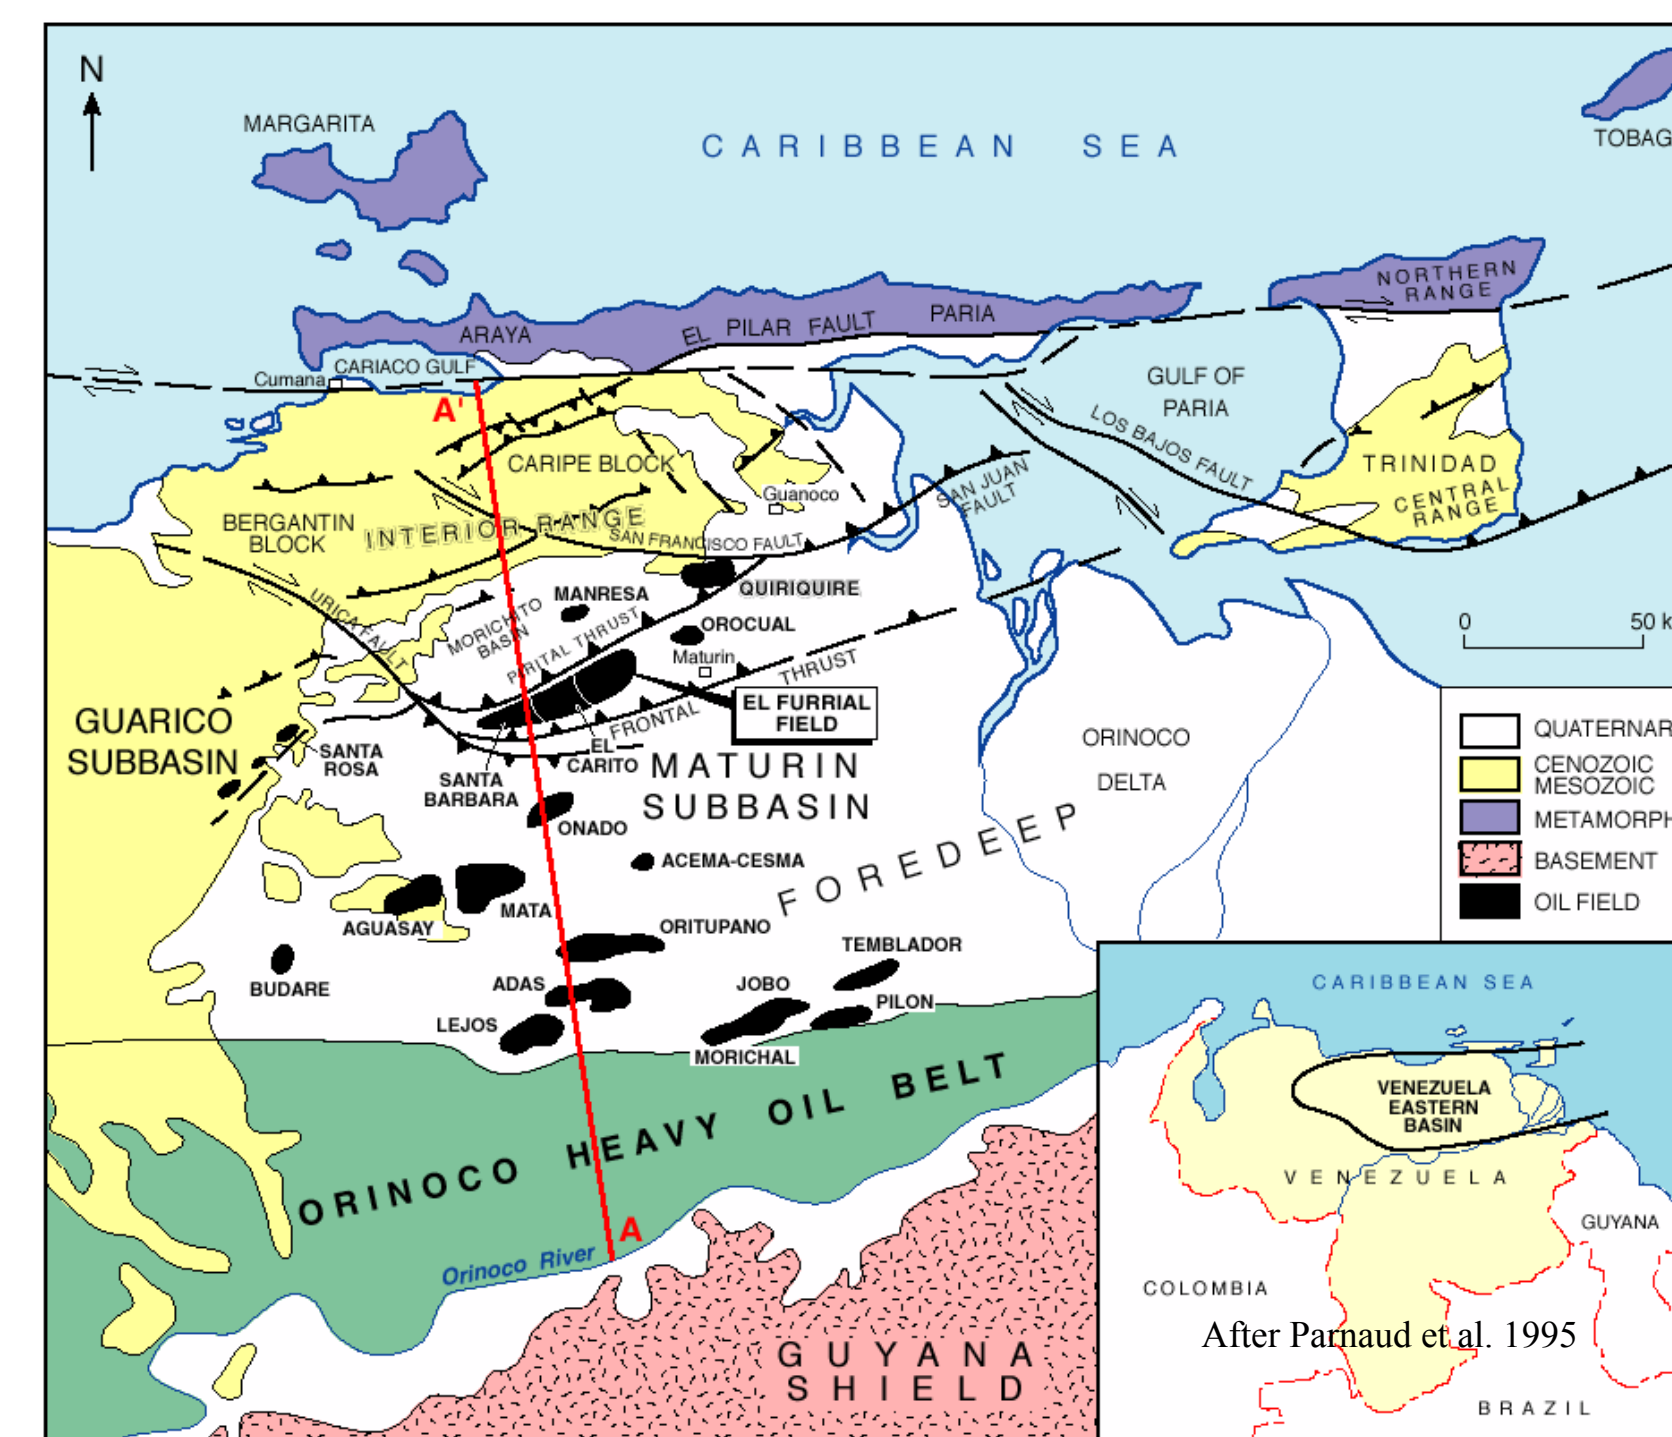 N
MARGARITA
CARIBBEAN SEA
TOBAG
NORTHERN
RANGE
ARAYA
EL PILAR FAULT
PARIA
CARIACO GULF
Cumana
A'
GULF OF
PARIA
LOS BAJOS FAULT
CARIPE BLOCK
TRINIDAD
CENTRAL
RANGE
Guanoco
SAN JUAN
FAULT
BERGANTIN
BLOCK
INTERIOR RANGE
SAN FRANCISCO FAULT
QUIRIQUIRE
MANRESA
URICA FAULT
MORICHITO
BASIN
PIRITAL THRUST
OROCUAL
Maturin
0 50 k
FRONTAL THRUST
EL FURRIAL
FIELD
GUARICO
SUBBASIN
SANTA
ROSA
EL
CARITO
SANTA
BARBARA
MATURIN
SUBBASIN
ORINOCO
DELTA
QUATERNAR
CENOZOIC
MESOZOIC
METAMORPH
BASEMENT
OIL FIELD
ONADO
ACEMA-CESMA
FOREDEEP
MATA
AGUASAY
ORITUPANO
TEMBLADOR
BUDARE
ADAS
JOBO
PILON
LEJOS
MORICHAL
ORINOCO HEAVY OIL BELT
A
Orinoco River
GUYANA
SHIELD
CARIBBEAN SEA
VENEZUELA
EASTERN
BASIN
VENEZUELA
GUYANA
COLOMBIA
After Parnaud et al. 1995
BRAZIL